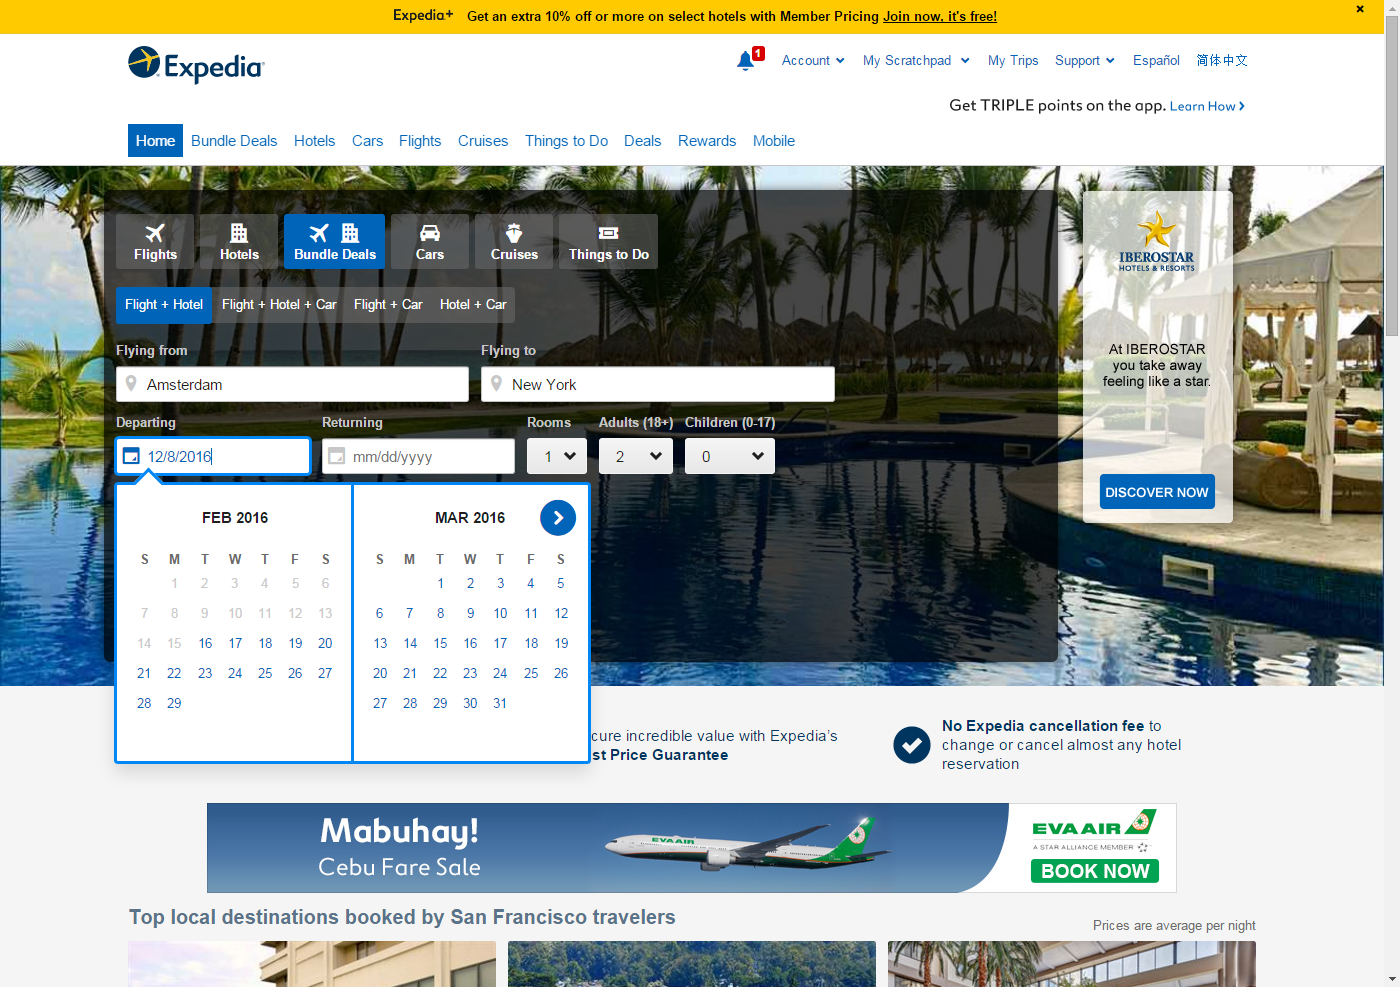 Expedia+ Get an extra 10% off or more on select hotels with Member Pricing Join now, it's free!
Expedia
1 Account My Scratchpad My Trips Support Español 简体中文
Get TRIPLE points on the app. Learn How
Home Bundle Deals Hotels Cars Flights Cruises Things to Do Deals Rewards Mobile
Flights Hotels Bundle Deals Cars Cruises Things to Do
Flight + Hotel Flight + Hotel + Car Flight + Car Hotel + Car
Flying from Flying to
Amsterdam New York
Departing Returning Rooms Adults (18+) Children (0-17)
12/8/2016 mm/dd/yyyy 1 2 0
FEB 2016
S M T W T F S
1 2 3 4 5 6
7 8 9 10 11 12 13
14 15 16 17 18 19 20
21 22 23 24 25 26 27
28 29
MAR 2016
S M T W T F S
1 2 3 4 5
6 7 8 9 10 11 12
13 14 15 16 17 18 19
20 21 22 23 24 25 26
27 28 29 30 31
IBEROSTAR
HOTELS & RESORTS
At IBEROSTAR
you take away
feeling like a star.
DISCOVER NOW
cure incredible value with Expedia's
st Price Guarantee
No Expedia cancellation fee to
change or cancel almost any hotel
reservation
Mabuhay!
Cebu Fare Sale
EVA AIR
EVA AIR
A STAR ALLIANCE MEMBER
BOOK NOW
Top local destinations booked by San Francisco travelers
Prices are average per night